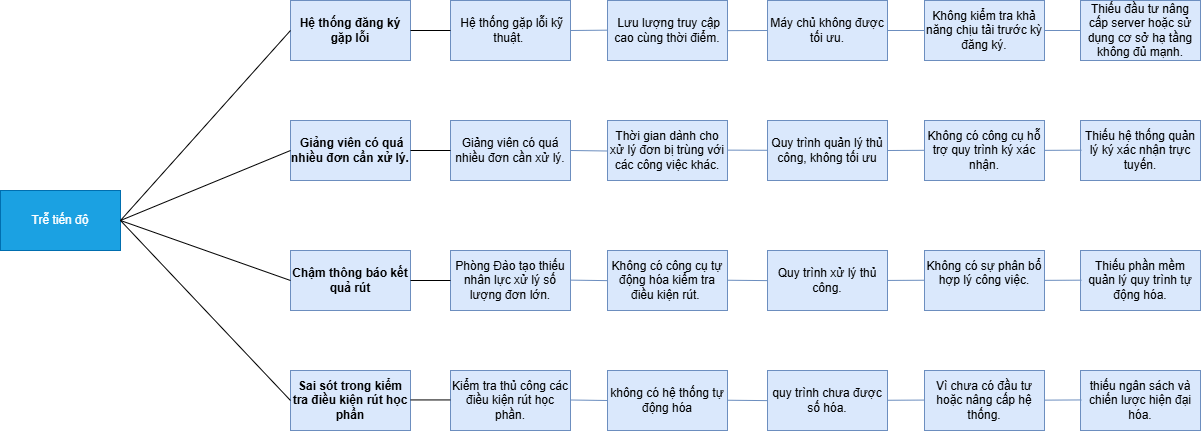 Hệ thống đăng ký
gặp lỗi
Hệ thống gặp lỗi kỹ
thuật.
Lưu lượng truy cập
cao cùng thời điểm.
Máy chủ không được
tối ưu.
Không kiểm tra khả
năng chịu tải trước kỳ
đăng ký.
Thiếu đầu tư nâng
cấp server hoặc sử
dụng cơ sở hạ tầng
không đủ mạnh.
Giảng viên có quá
nhiều đơn cần xử lý.
Giảng viên có quá
nhiều đơn cần xử lý.
Thời gian dành cho
xử lý đơn bị trùng với
các công việc khác.
Quy trình quản lý thủ
công, không tối ưu
Không có công cụ hỗ
trợ quy trình ký xác
nhận.
Thiếu hệ thống quản
lý ký xác nhận trực
tuyến.
Trễ tiến độ
Chậm thông báo kết
quả rút
Phòng Đào tạo thiếu
nhân lực xử lý số
lượng đơn lớn.
Không có công cụ tự
động hóa kiểm tra
điều kiện rút.
Quy trình xử lý thủ
công.
Không có sự phân bổ
hợp lý công việc.
Thiếu phần mềm
quản lý quy trình tự
động hóa.
Sai sót trong kiểm
tra điều kiện rút học
phần
Kiểm tra thủ công các
điều kiện rút học
phần.
không có hệ thống tự
động hóa
quy trình chưa được
số hóa.
Vì chưa có đầu tư
hoặc nâng cấp hệ
thống.
thiếu ngân sách và
chiến lược hiện đại
hóa.